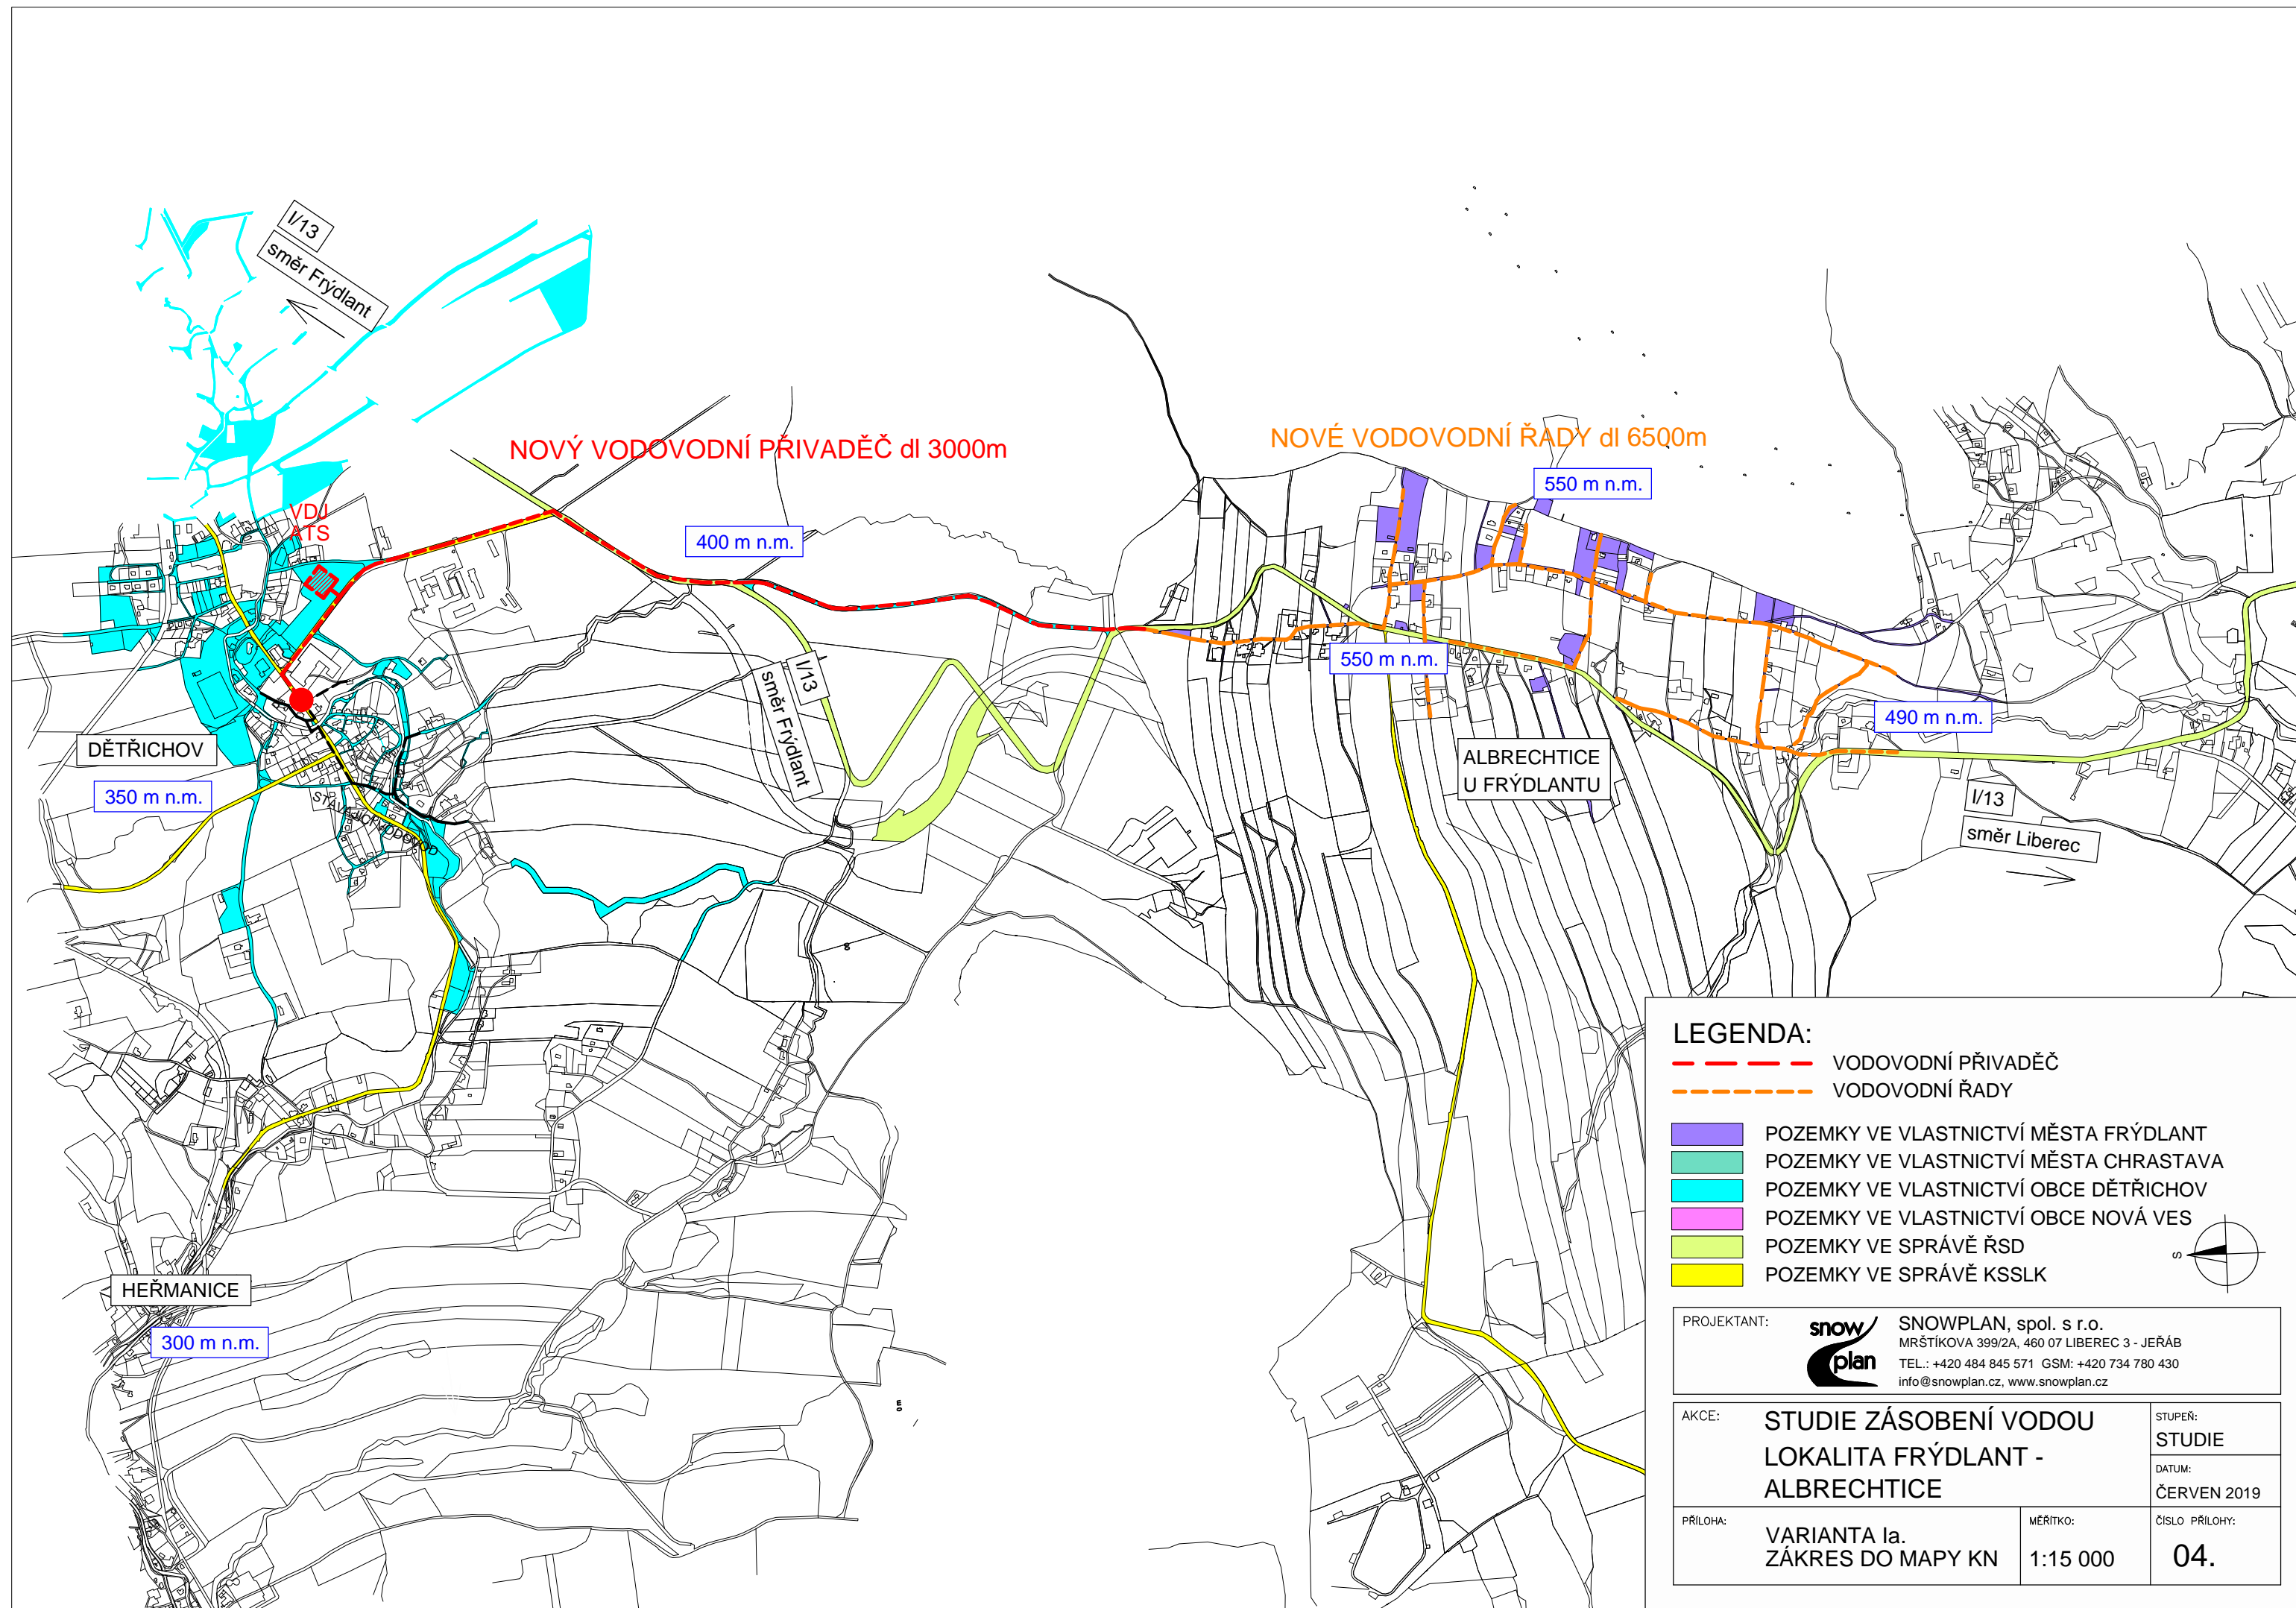 I/13
směr Frýdlant
NOVÝ VODOVODNÍ PŘIVADĚČ dl 3000m
NOVÉ VODOVODNÍ ŘADY dl 6500m
550 m n.m.
VDJ
ATS
400 m n.m.
550 m n.m.
I/13
směr Frýdlant
490 m n.m.
DĚTŘICHOV
350 m n.m.
STÁVAJÍCÍ VODOVOD
ALBRECHTICE
U FRÝDLANTU
I/13
směr Liberec
HEŘMANICE
300 m n.m.
LEGENDA:
VODOVODNÍ PŘIVADĚČ
VODOVODNÍ ŘADY
POZEMKY VE VLASTNICTVÍ MĚSTA FRÝDLANT
POZEMKY VE VLASTNICTVÍ MĚSTA CHRASTAVA
POZEMKY VE VLASTNICTVÍ OBCE DĚTŘICHOV
POZEMKY VE VLASTNICTVÍ OBCE NOVÁ VES
POZEMKY VE SPRÁVĚ ŘSD
POZEMKY VE SPRÁVĚ KSSLK
S
PROJEKTANT:
snow
plan
SNOWPLAN, spol. s r.o.
MRŠTÍKOVA 399/2A, 460 07 LIBEREC 3 - JEŘÁB
TEL.: +420 484 845 571 GSM: +420 734 780 430
info@snowplan.cz, www.snowplan.cz
AKCE:
STUDIE ZÁSOBENÍ VODOU
LOKALITA FRÝDLANT -
ALBRECHTICE
STUPEŇ:
STUDIE
DATUM:
ČERVEN 2019
PŘÍLOHA:
VARIANTA Ia.
ZÁKRES DO MAPY KN
MĚŘÍTKO:
1:15 000
ČÍSLO PŘÍLOHY:
04.